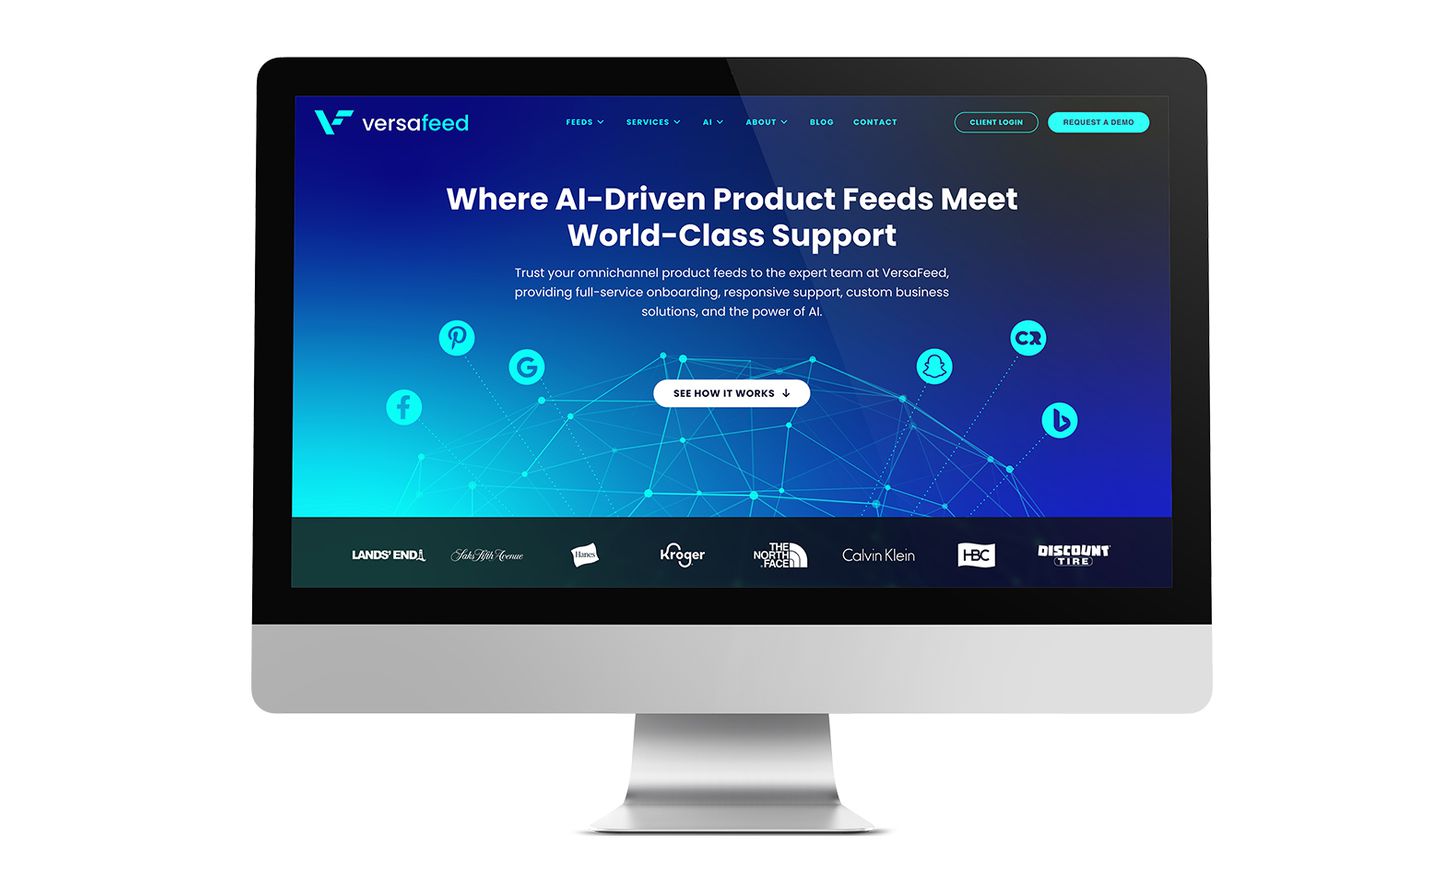 versafeed
FEEDS
SERVICES
AI
ABOUT
BLOG
CONTACT
CLIENT LOGIN
REQUEST A DEMO
Where AI-Driven Product Feeds Meet
World-Class Support
Trust your omnichannel product feeds to the expert team at VersaFeed,
providing full-service onboarding, responsive support, custom business
solutions, and the power of AI.
G
CR
f
b
SEE HOW IT WORKS
LANDS' END
Saks Fifth Avenue
Hanes
Kroger
THE
NORTH
FACE
Calvin Klein
HBC
DISCOUNT
TIRE